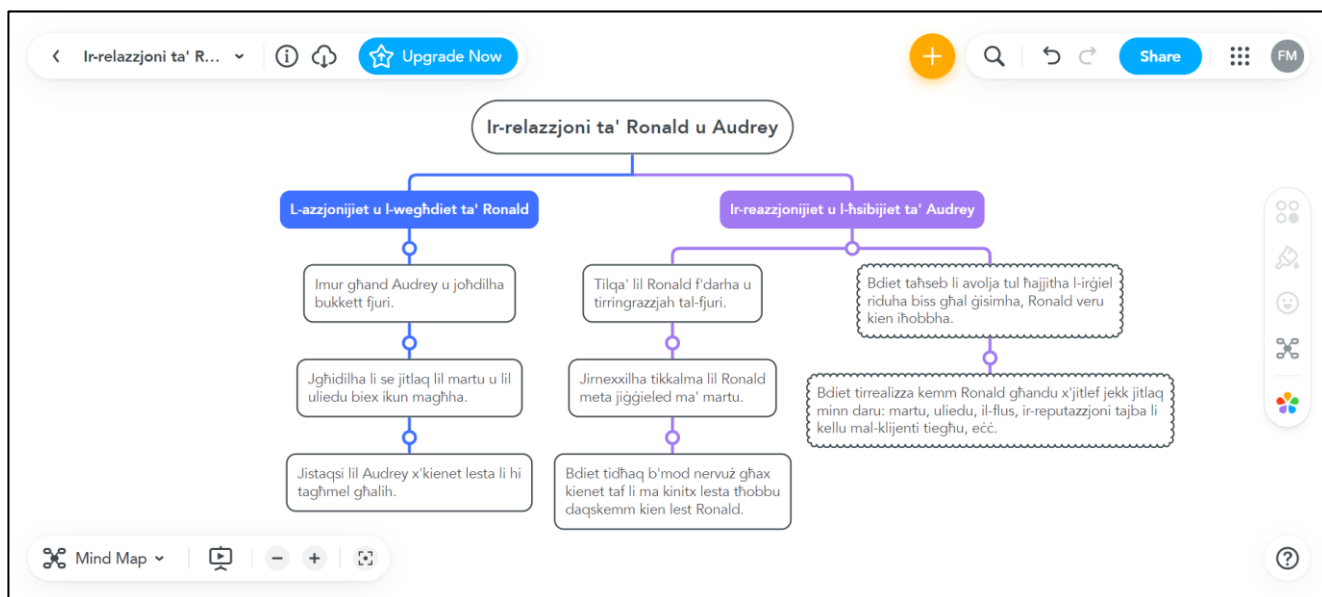 Ir-relazzjoni ta' R...
Upgrade Now
Share
FM
Ir-relazzjoni ta' Ronald u Audrey
L-azzjonijiet u l-wegħdiet ta' Ronald
Imur għand Audrey u joħdilha
bukkett fjuri.
Jgħidilha li se jitlaq lil martu u lil
uliedu biex ikun magħha.
Jistaqsi lil Audrey x'kienet lesta li hi
tagħmel għalih.
Ir-reazzjonijiet u l-ħsibijiet ta' Audrey
Tilqa' lil Ronald f'darha u
tirringrazzjah tal-fjuri.
Jirnexxilha tikkalma lil Ronald
meta jiġġieled ma' martu.
Bdiet tidħaq b'mod nervuż għax
kienet taf li ma kinitx lesta tħobbu
daqskemm kien lest Ronald.
Bdiet taħseb li avolja tul ħajjitha l-irġiel
riduha biss għal ġisimha, Ronald veru
kien iħobbha.
Bdiet tirrealizza kemm Ronald għandu x'jitlef jekk jitlaq
minn daru: martu, uliedu, il-flus, ir-reputazzjoni tajba li
kellu mal-klijenti tiegħu, eċċ.
Mind Map